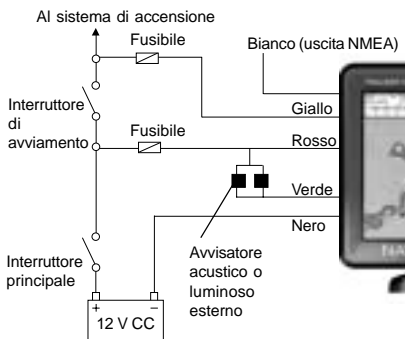 Al sistema di accensione
Fusibile
Bianco (uscita NMEA)
Giallo
Interruttore
di
avviamento
Fusibile
Rosso
Verde
Nero
Interruttore
principale
Avvisatore
acustico o
luminoso
esterno
+ −
12 V CC